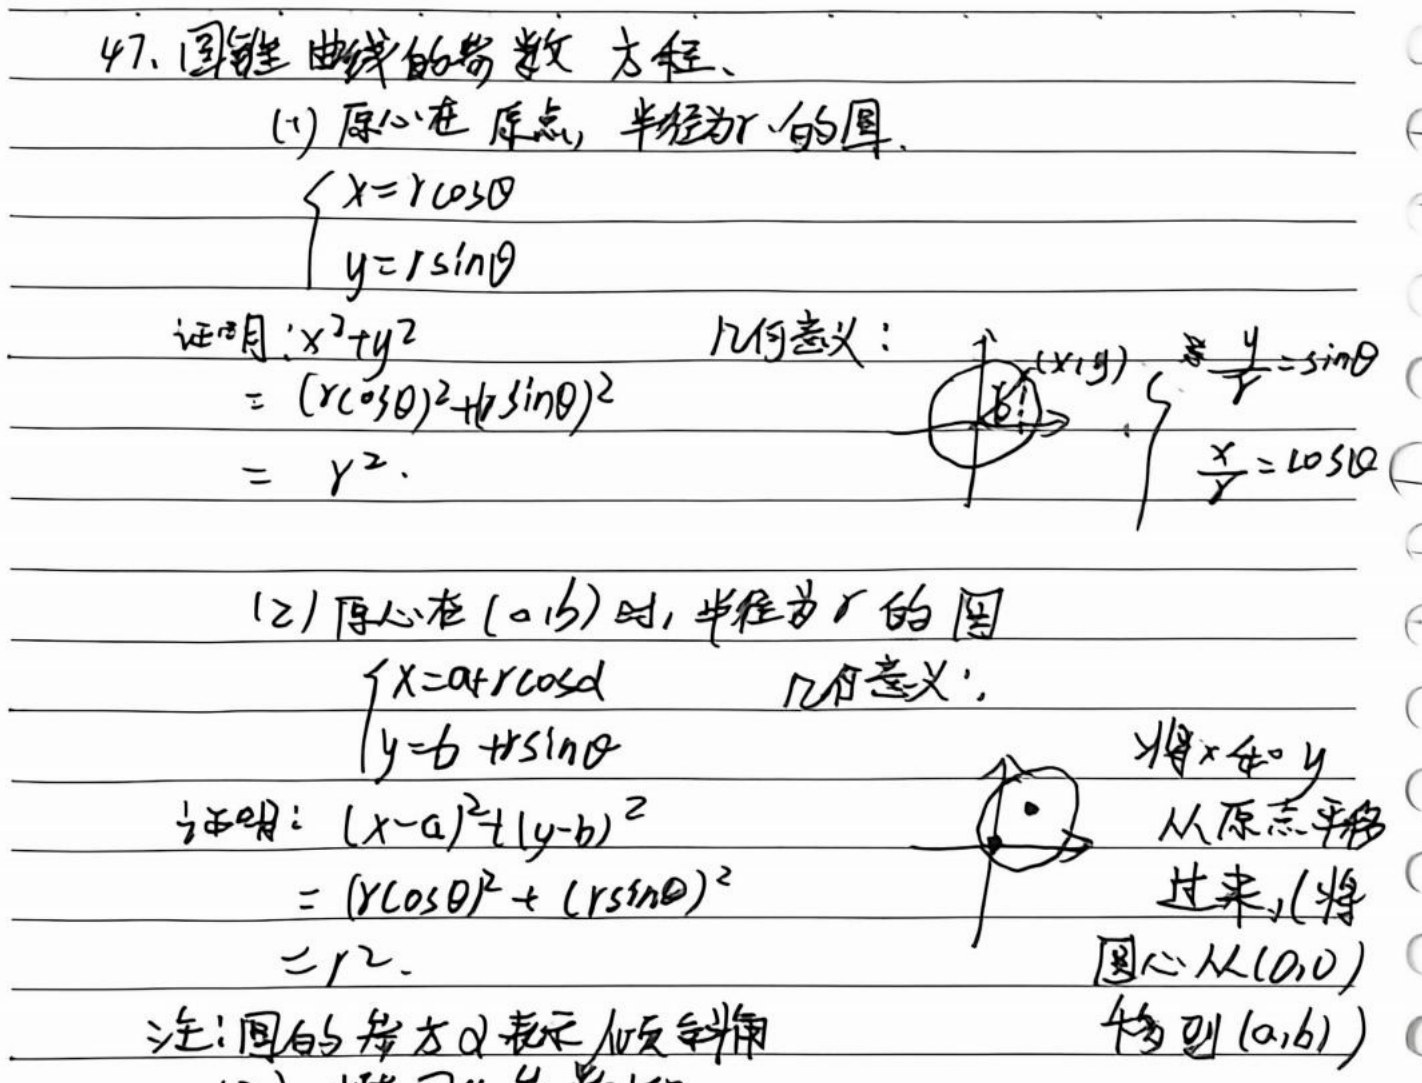 47、圆锥曲线的参数方程、
(1) 原心在原点, 半径为r、的圆.
x=rcosθ
y=rsinθ
证明:x²+y²
=(rcosθ)²+(rsinθ)²
= r².
几何意义:
(x,y)
y/r=sinθ
x/r=cosθ
(2) 原心在(a,b)时, 半径为r的圆
x=a+rcosα
y=b+rsinθ
证明: (x-a)²+(y-b)²
=(rcosθ)²+(rsinθ)²
=r².
几何意义:
将x和y
从原点平移
过来,(将
圆心从(0,0)
移到(a,b))
注:圆的参方α表示倾斜角